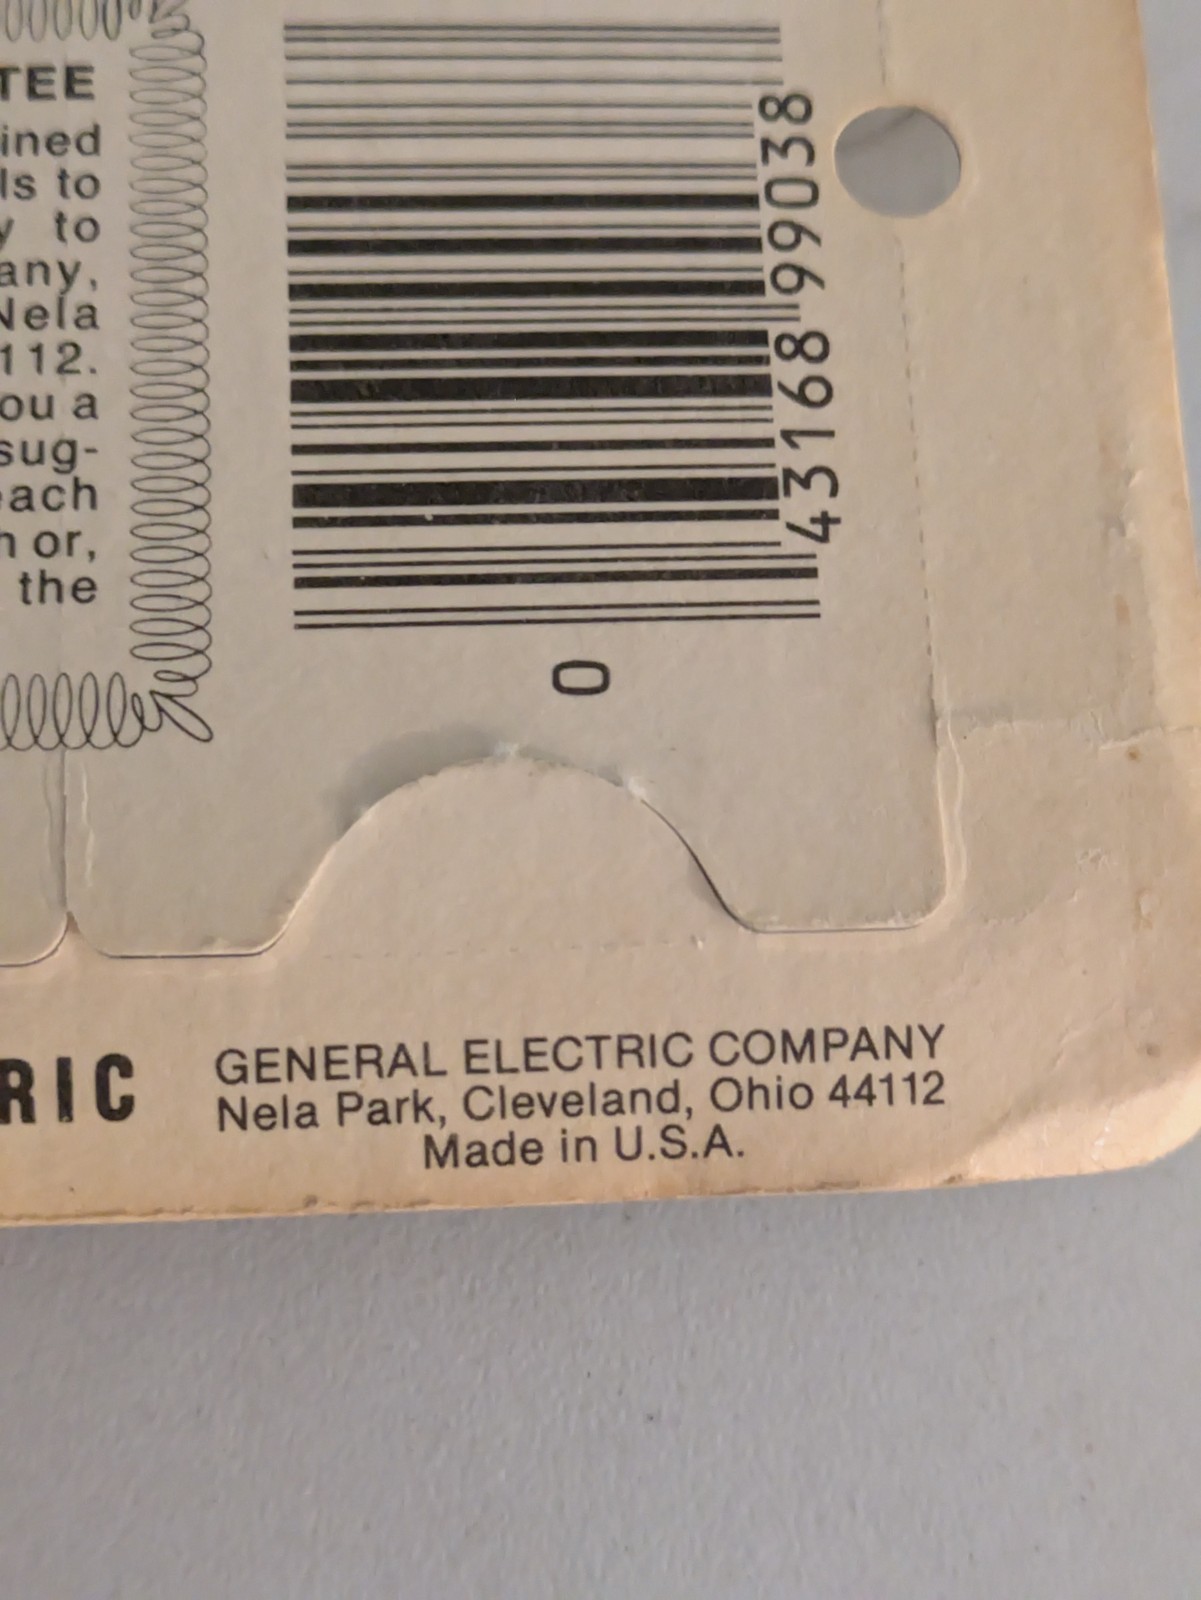 TEE
ined
ls to
y to
any,
Nela
112.
ou a
sug-
each
n or,
the
0
43168 99038
RIC
GENERAL ELECTRIC COMPANY
Nela Park, Cleveland, Ohio 44112
Made in U.S.A.